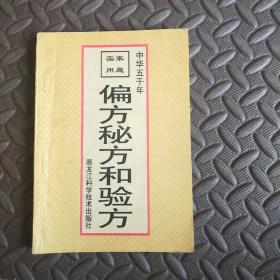 中华五千年
实用
家庭
偏方秘方和验方
黑龙江科学技术出版社